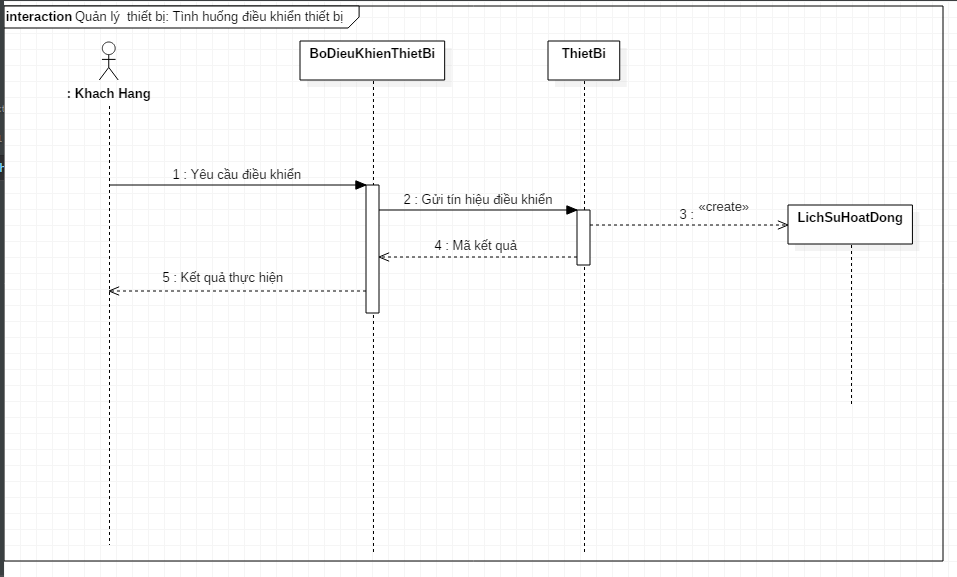 interaction Quản lý thiết bị: Tình huống điều khiển thiết bị
BoDieuKhienThietBi
ThietBi
: Khach Hang
1 : Yêu cầu điều khiển
2 : Gửi tín hiệu điều khiển
«create»
3 :
LichSuHoatDong
4 : Mã kết quả
5 : Kết quả thực hiện